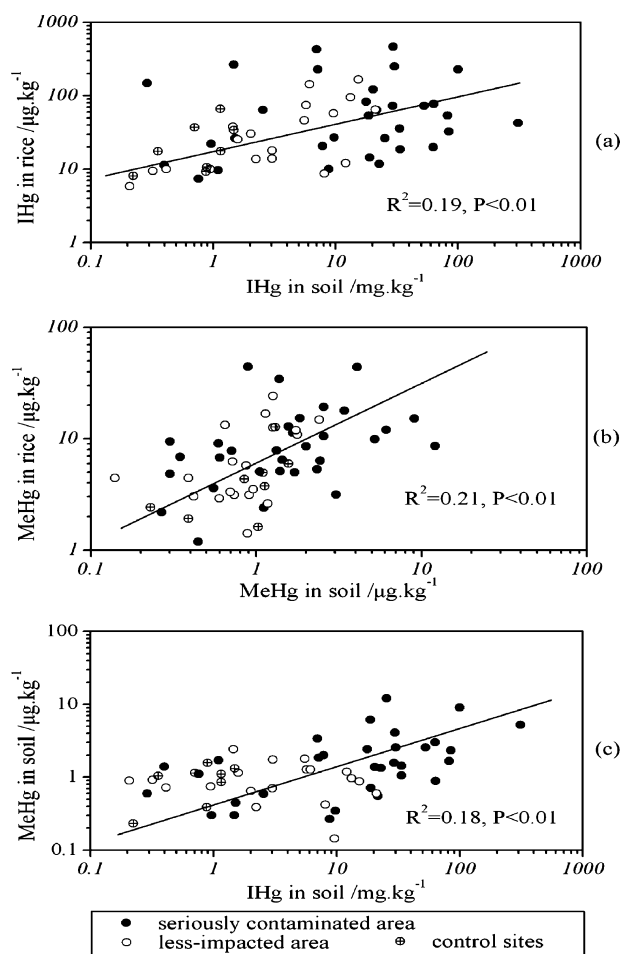 1000
100
10
1
IHg in rice /µg.kg⁻¹
R²=0.19, P<0.01
(a)
0.1 1 10 100 1000
IHg in soil /mg.kg⁻¹
100
10
1
MeHg in rice/µg.kg⁻¹
R²=0.21, P<0.01
(b)
0.1 1 10 100
MeHg in soil /µg.kg⁻¹
100
10
1
0.1
MeHg in soil/µg.kg⁻¹
R²=0.18, P<0.01
(c)
0.1 1 10 100 1000
IHg in soil /mg.kg⁻¹
seriously contaminated area
less-impacted area control sites